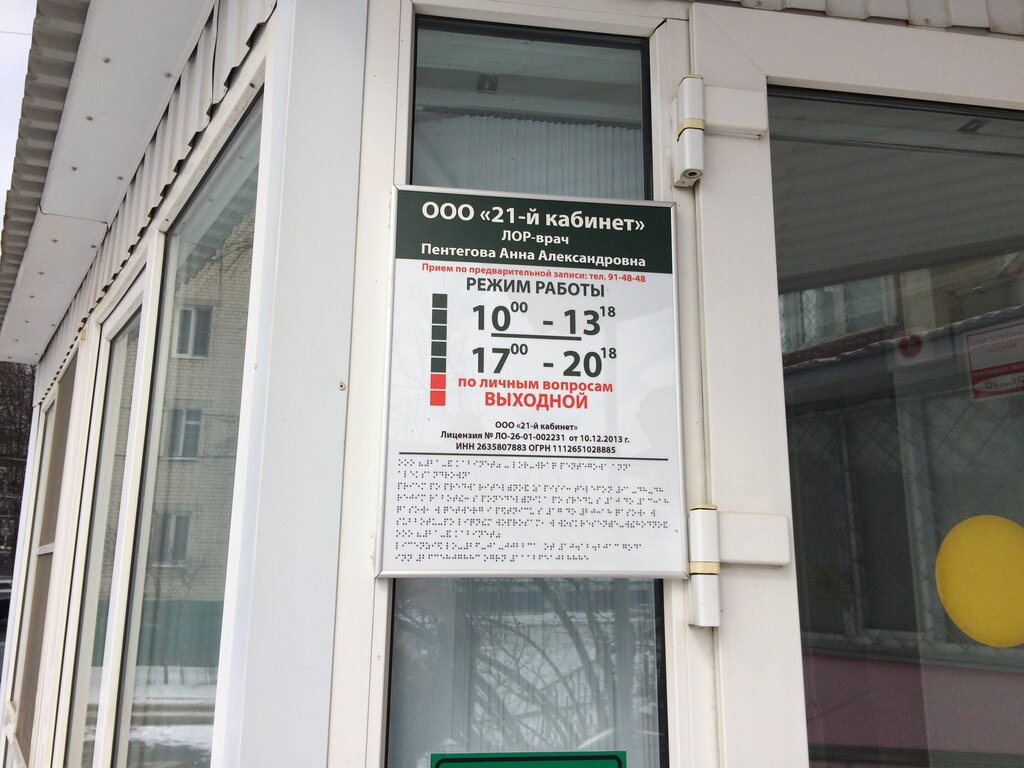 ООО «21-й кабинет»
ЛОР-врач
Пентегова Анна Александровна
Прием по предварительной записи: тел. 91-48-48
РЕЖИМ РАБОТЫ
10⁰⁰ - 13¹⁸
17⁰⁰ - 20¹⁸
по личным вопросам
ВЫХОДНОЙ
ООО «21-й кабинет»
Лицензия № ЛО-26-01-002231 от 10.12.2013 г.
ИНН 2635807883 ОГРН 1112651028885